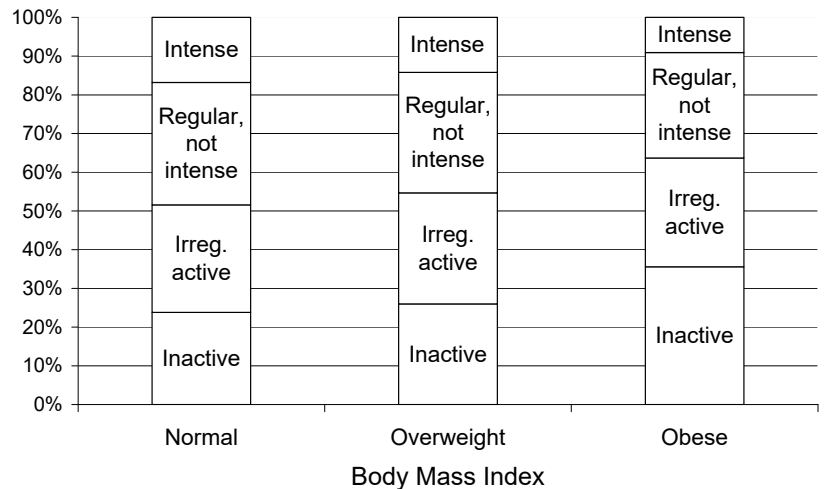 100%
90%
80%
70%
60%
50%
40%
30%
20%
10%
0%
Intense
Regular,
not
intense
Irreg.
active
Inactive
Intense
Regular,
not
intense
Irreg.
active
Inactive
Intense
Regular,
not
intense
Irreg.
active
Inactive
Normal
Overweight
Obese
Body Mass Index